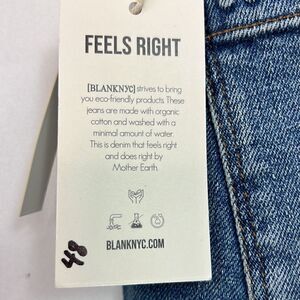 FEELS RIGHT
[BLANKNYC] strives to bring
you eco-friendly products. These
jeans are made with organic
cotton and washed with a
minimal amount of water.
This is denim that feels right
and does right by
Mother Earth.
BLANKNYC.COM
48